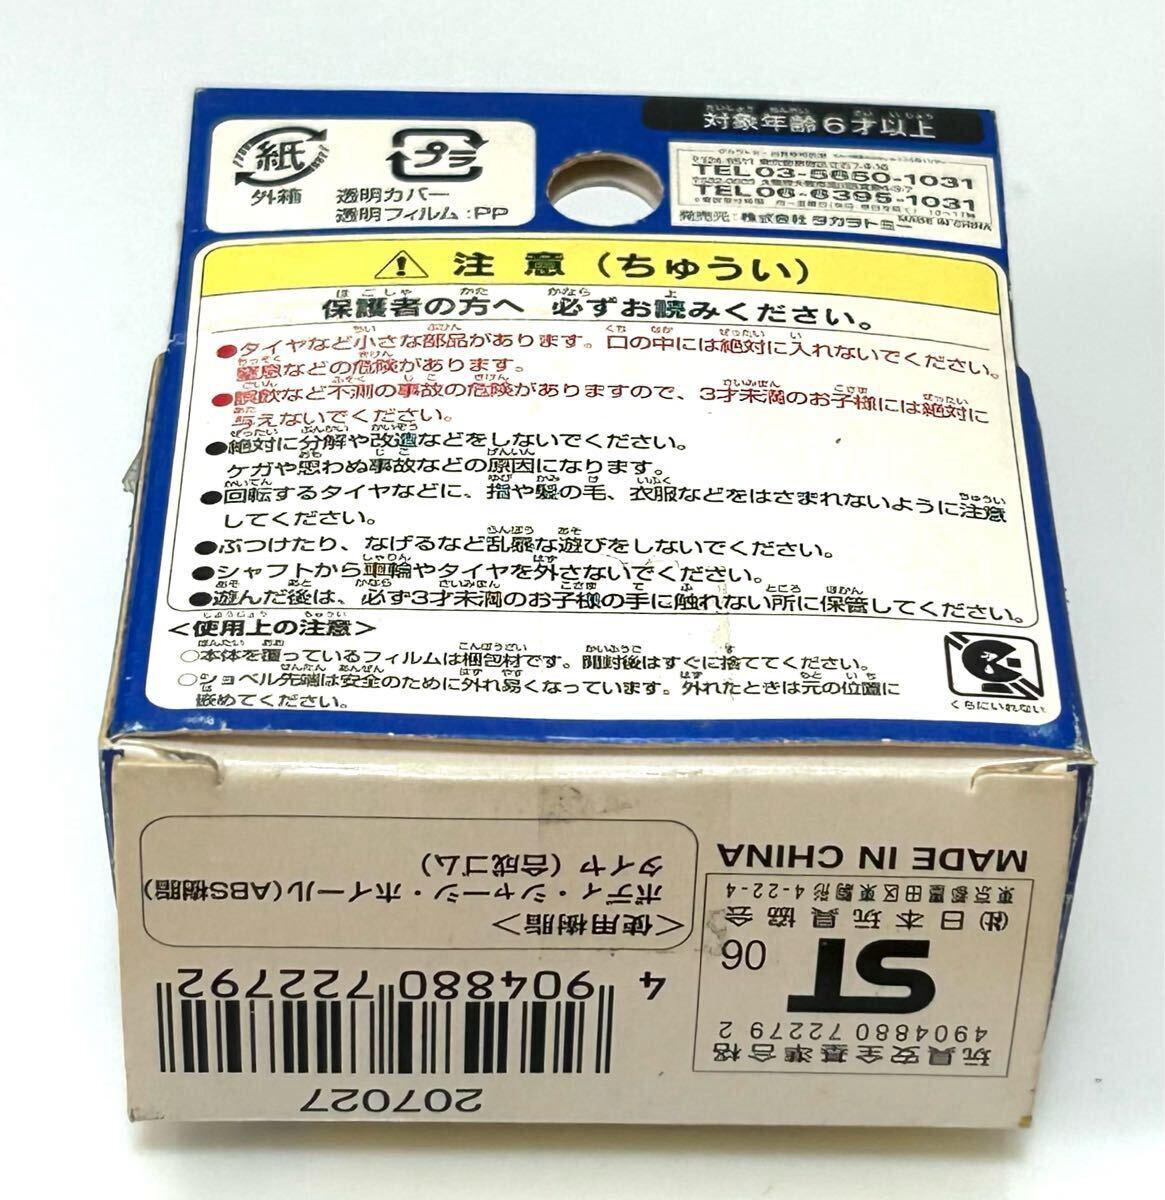 紙
外箱
プラ
透明カバー
透明フィルム:PP
対象年齢6才以上
TEL03-5650-1031
TEL06-6395-1031
発売元:株式会社 タカラトミー
MADE IN CHINA
注意(ちゅうい)
保護者の方へ 必ずお読みください。
●タイヤなど小さな部品があります。口の中には絶対に入れないでください。
窒息などの危険があります。
●誤飲など不測の事故の危険がありますので、3才未満のお子様には絶対に
与えないでください。
●絶対に分解や改造などをしないでください。
ケガや思わぬ事故などの原因になります。
●回転するタイヤなどに、指や髪の毛、衣服などをはさまれないように注意
してください。
●ぶつけたり、なげるなど乱暴な遊びをしないでください。
●シャフトから車輪やタイヤを外さないでください。
●遊んだ後は、必ず3才未満のお子様の手に触れない所に保管してください。
<使用上の注意>
○本体を覆っているフィルムは梱包材です。開封後はすぐに捨ててください。
○ショベル先端は安全のために外れ易くなっています。外れたときは元の位置に
嵌めてください。
くちにいれない
207027
4 904880 722792
<使用樹脂>
ボディ・シャーシ・ホイール(ABS樹脂)
タイヤ(合成ゴム)
玩具安全基準合格
4904880 72279 2
ST
06
(社)日本玩具協会
東京都墨田区東駒形4-22-4
MADE IN CHINA